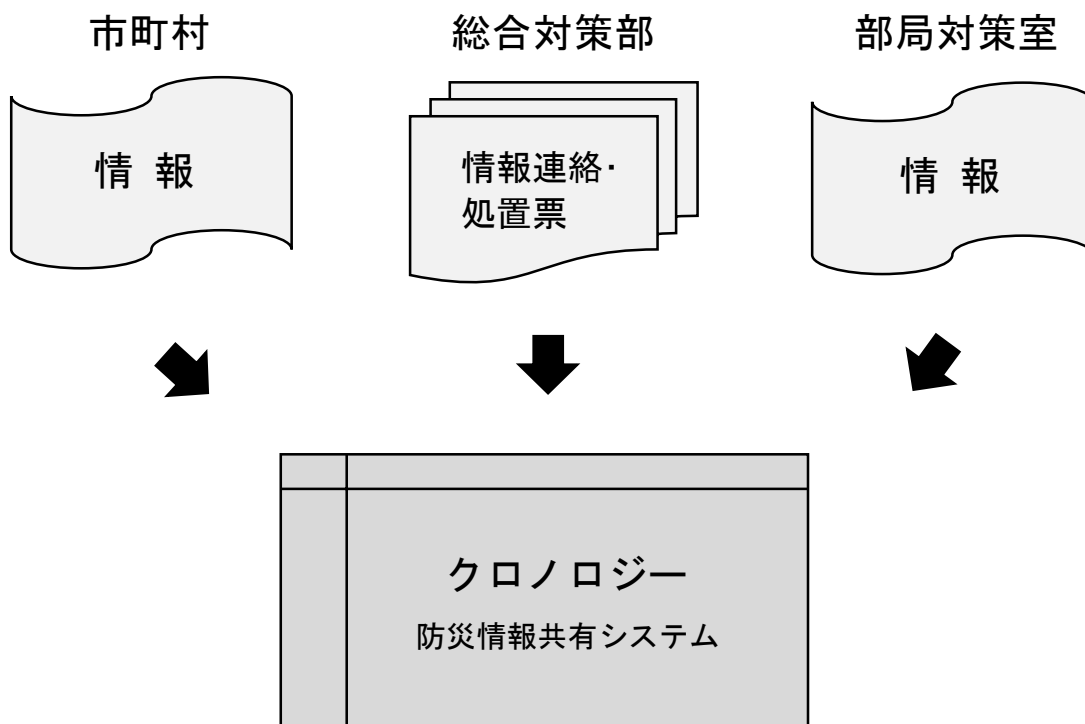 市町村
総合対策部
部局対策室
情 報
情報連絡・
処置票
情 報
クロノロジー
防災情報共有システム